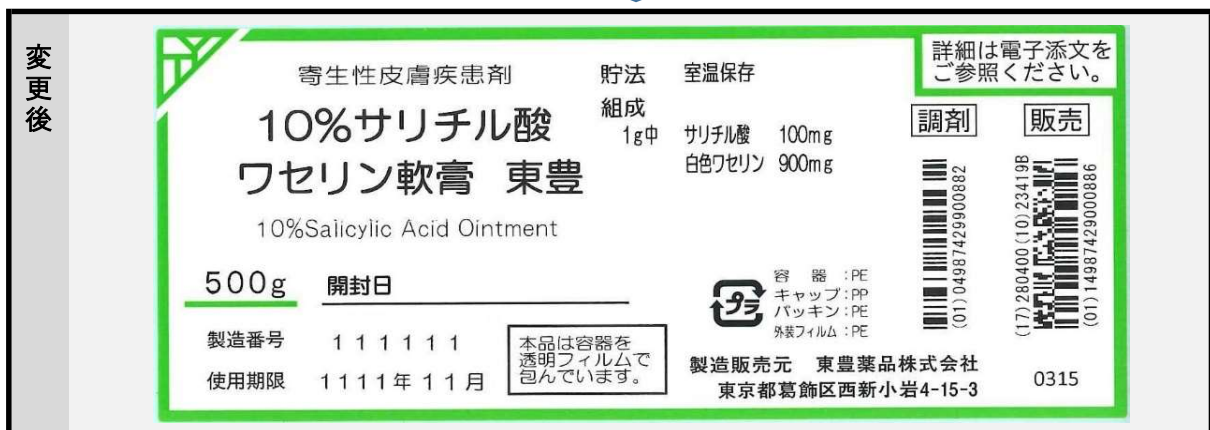 変更後
寄生性皮膚疾患剤
10%サリチル酸
ワセリン軟膏 東豊
10%Salicylic Acid Ointment
500g 開封日
製造番号 111111
使用期限 1111年11月
本品は容器を
透明フィルムで
包んでいます。
貯法 室温保存
組成
1g中 サリチル酸 100mg
白色ワセリン 900mg
プラ
容器:PE
キャップ:PP
パッキン:PE
外装フィルム:PE
製造販売元 東豊薬品株式会社
東京都葛飾区西新小岩4-15-3
詳細は電子添文を
ご参照ください。
調剤
(01)04987429900882
販売
(17)280400(10)23419B
(01)14987429000886
0315